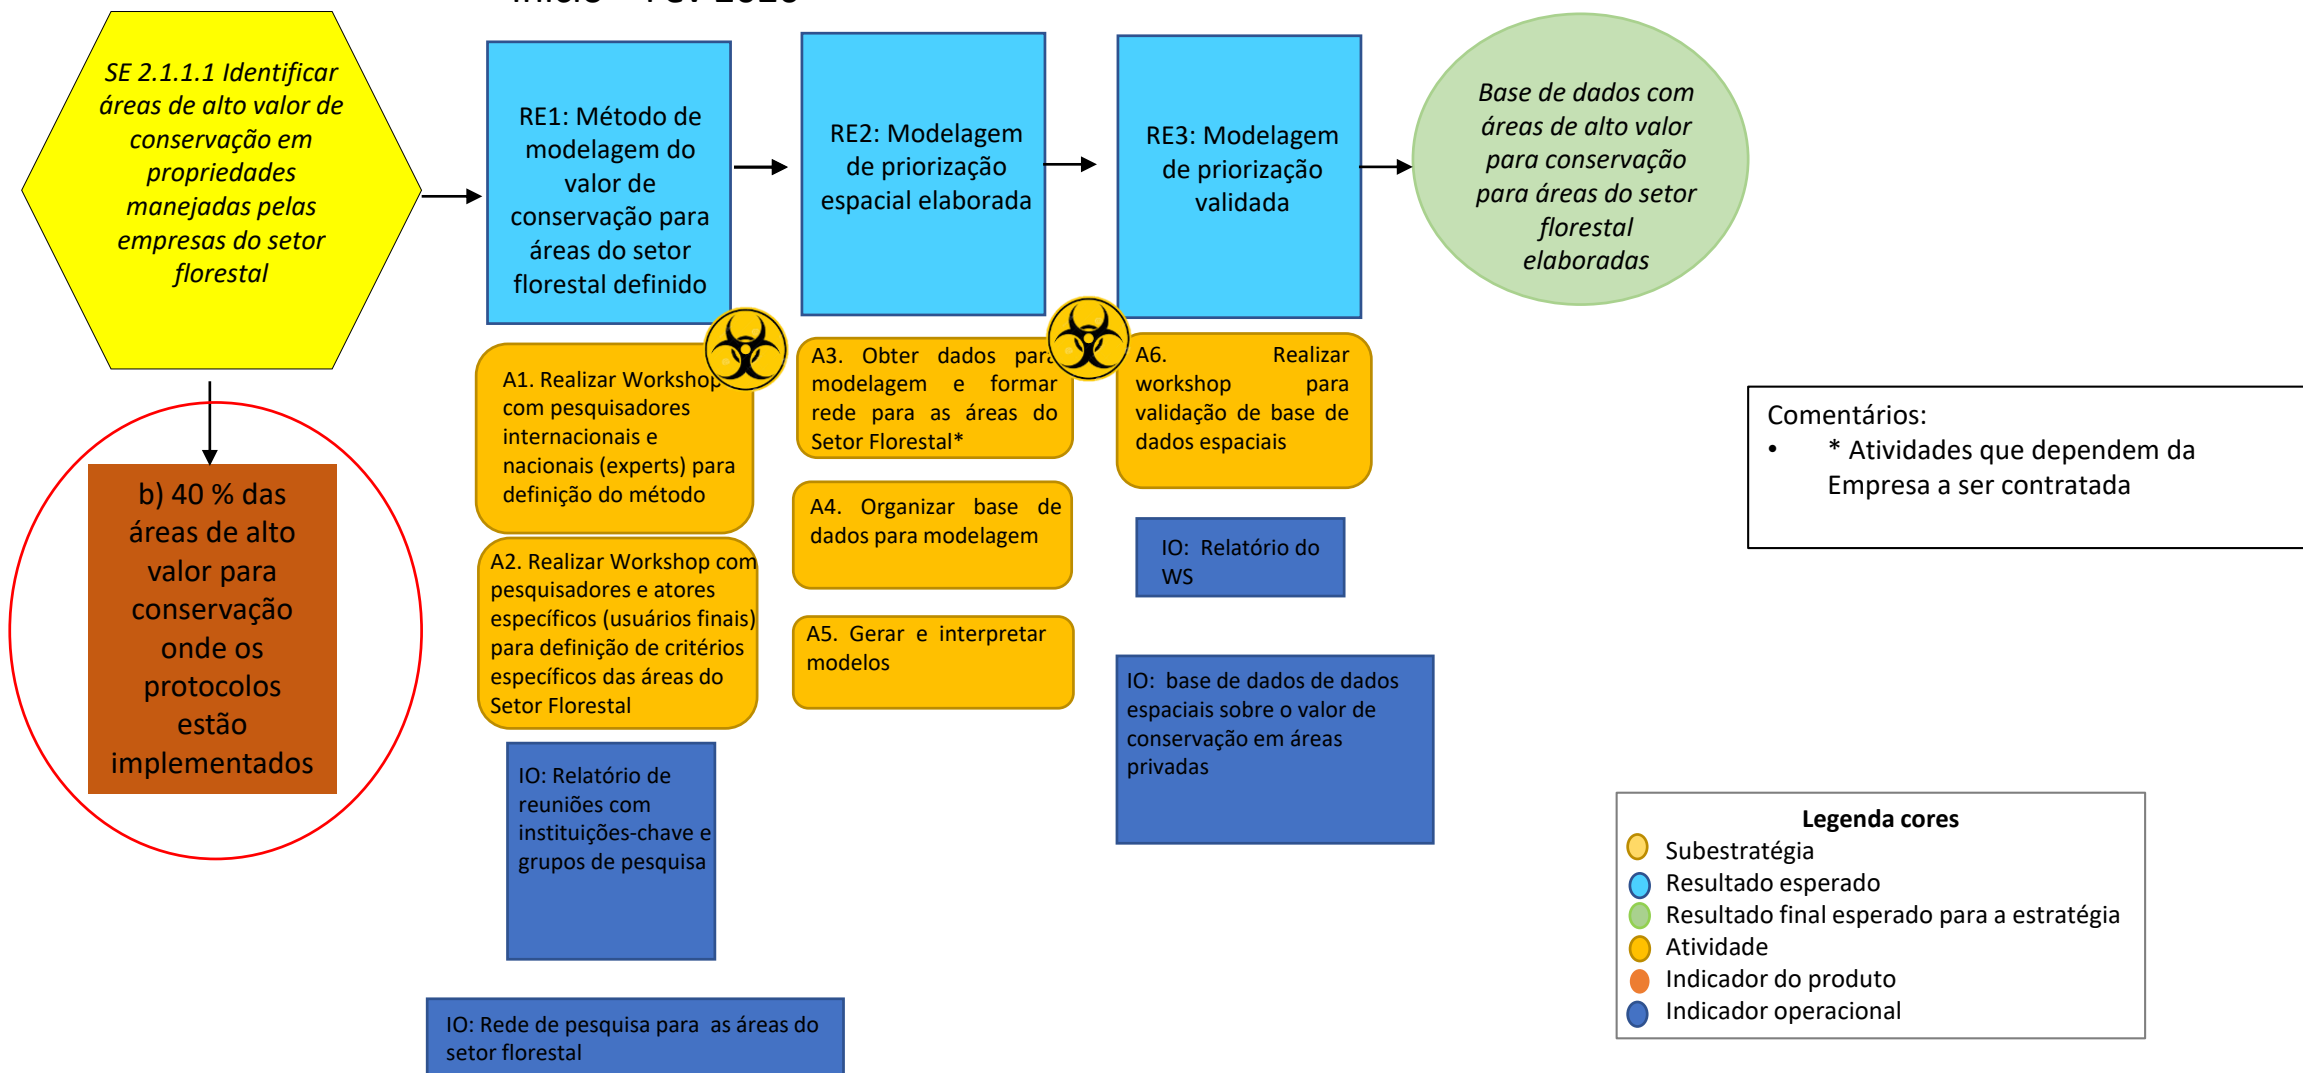 SE 2.1.1.1 Identificar
áreas de alto valor de
conservação em
propriedades
manejadas pelas
empresas do setor
florestal
b) 40 % das
áreas de alto
valor para
conservação
onde os
protocolos
estão
implementados
RE1: Método de
modelagem do
valor de
conservação para
áreas do setor
florestal definido
A1. Realizar Workshop
com pesquisadores
internacionais e
nacionais (experts) para
definição do método
A2. Realizar Workshop com
pesquisadores e atores
específicos (usuários finais)
para definição de critérios
específicos das áreas do
Setor Florestal
IO: Relatório de
reuniões com
instituições-chave e
grupos de pesquisa
IO: Rede de pesquisa para as áreas do
setor florestal
RE2: Modelagem
de priorização
espacial elaborada
A3. Obter dados para
modelagem e formar
rede para as áreas do
Setor Florestal*
A4. Organizar base de
dados para modelagem
A5. Gerar e interpretar
modelos
RE3: Modelagem
de priorização
validada
A6. Realizar
workshop para
validação de base de
dados espaciais
IO: Relatório do
WS
IO: base de dados de dados
espaciais sobre o valor de
conservação em áreas
privadas
Base de dados com
áreas de alto valor
para conservação
para áreas do setor
florestal
elaboradas
Comentários:
• * Atividades que dependem da
Empresa a ser contratada
Legenda cores
Subestratégia
Resultado esperado
Resultado final esperado para a estratégia
Atividade
Indicador do produto
Indicador operacional